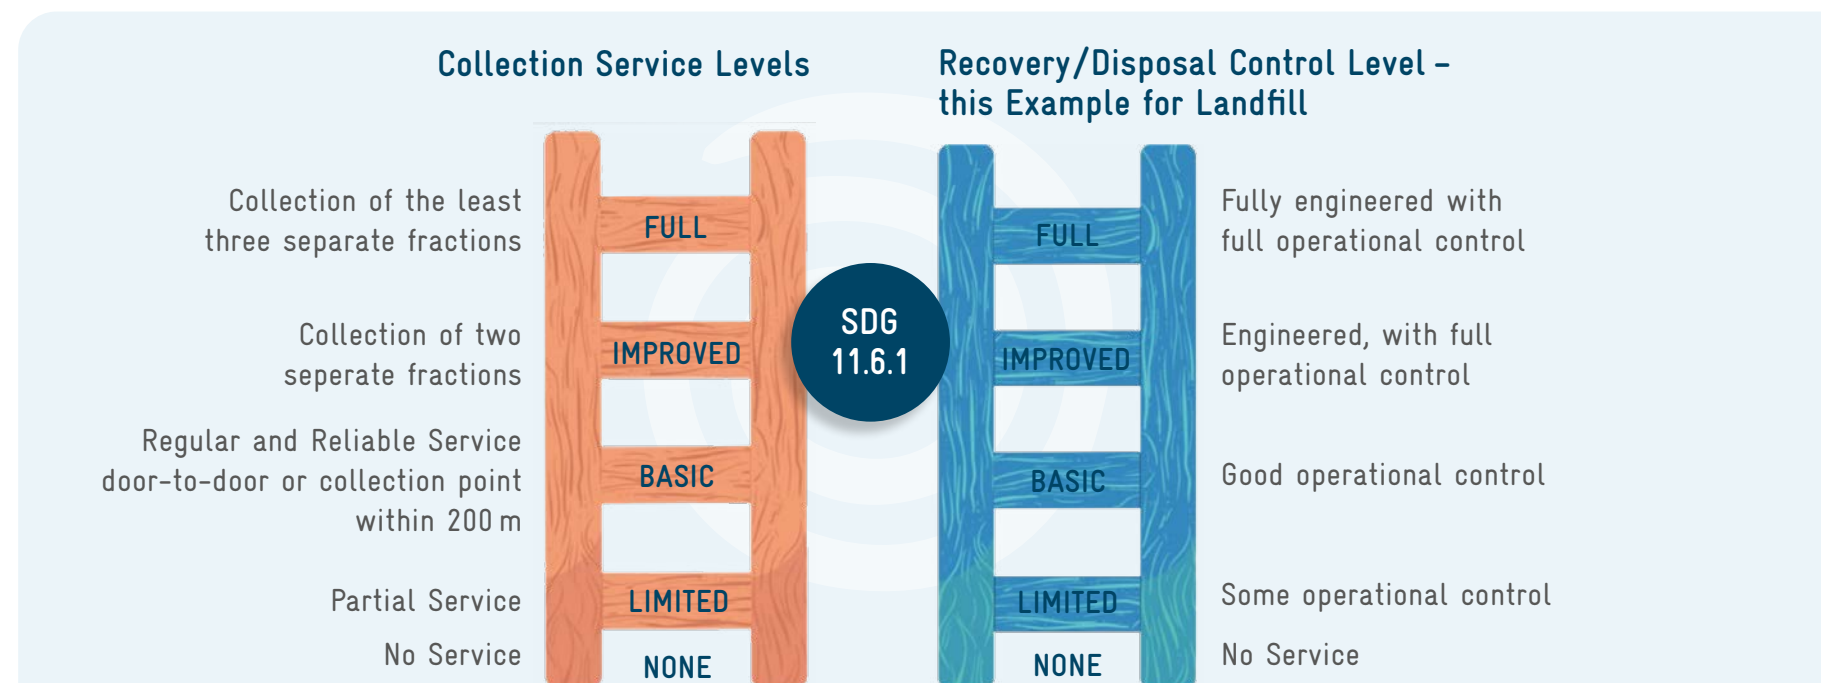 Collection Service Levels
Collection of the least
three separate fractions
FULL
Collection of two
seperate fractions
IMPROVED
Regular and Reliable Service
door-to-door or collection point
within 200 m
BASIC
Partial Service
LIMITED
No Service
NONE
SDG
11.6.1
Recovery/Disposal Control Level –
this Example for Landfill
FULL
Fully engineered with
full operational control
IMPROVED
Engineered, with full
operational control
BASIC
Good operational control
LIMITED
Some operational control
NONE
No Service